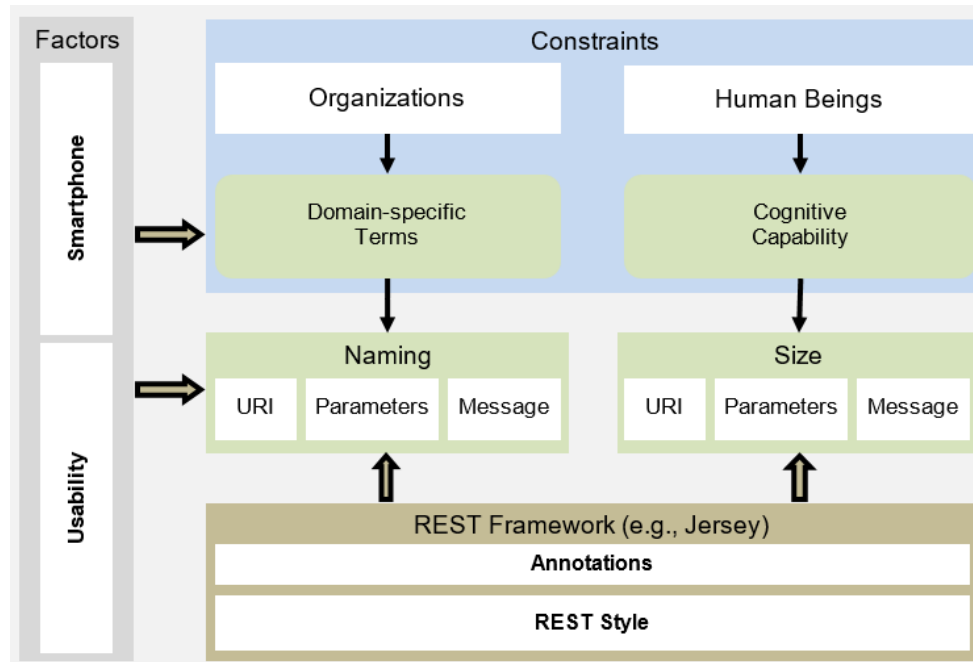 Factors
Smartphone
Usability
Constraints
Organizations
Human Beings
Domain-specific
Terms
Cognitive
Capability
Naming
URI
Parameters
Message
Size
URI
Parameters
Message
REST Framework (e.g., Jersey)
Annotations
REST Style